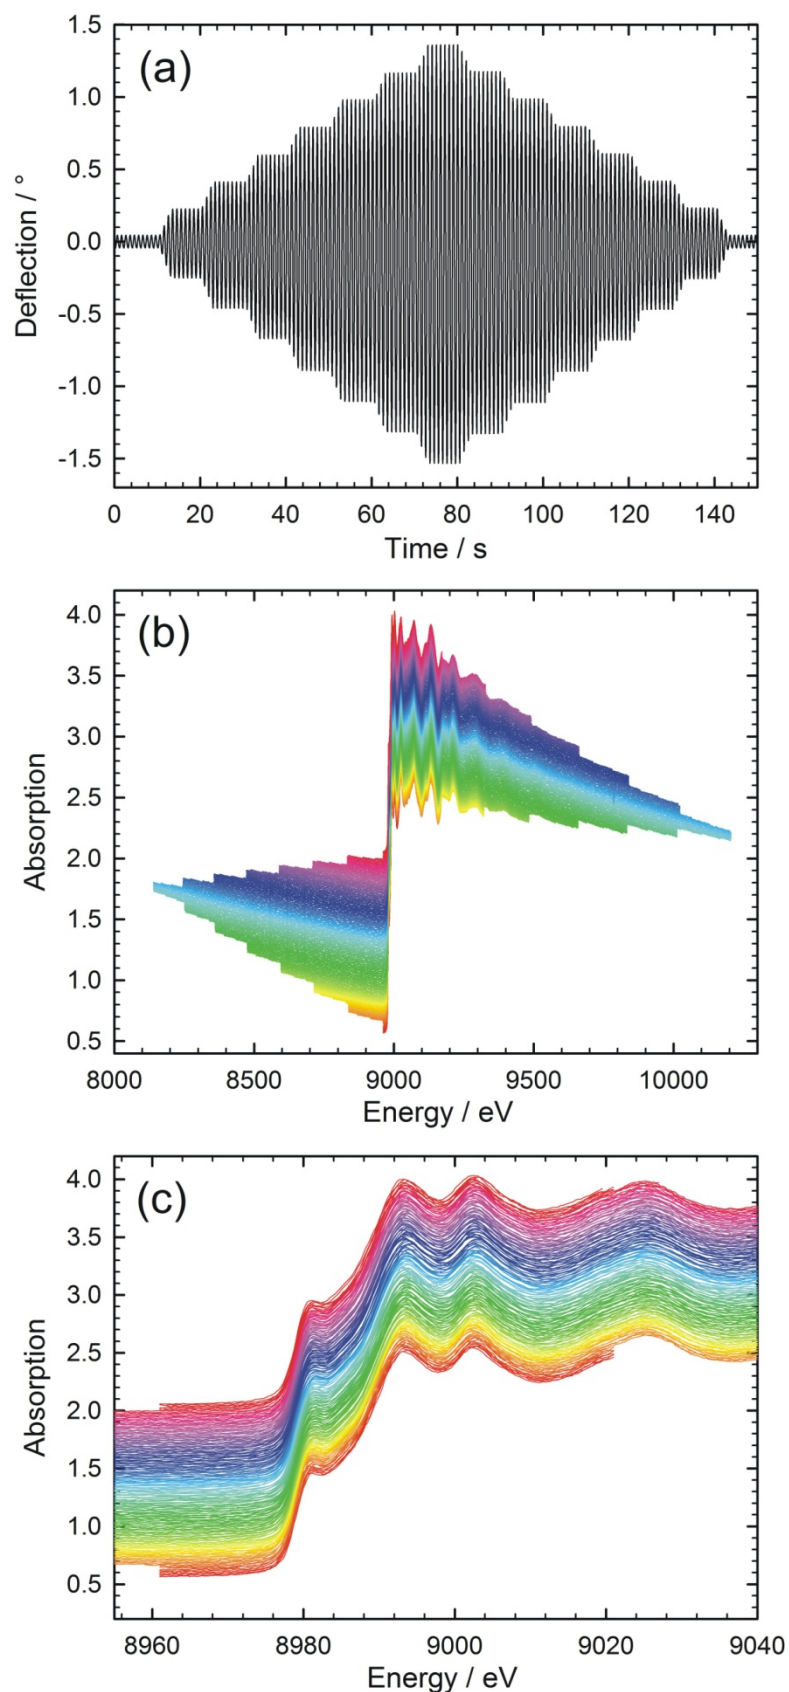 (a)
1.5
1.0
0.5
0.0
-0.5
-1.0
-1.5
Deflection / °
0 20 40 60 80 100 120 140
Time / s
(b)
4.0
3.5
3.0
2.5
2.0
1.5
1.0
0.5
Absorption
8000 8500 9000 9500 10000
Energy / eV
(c)
4.0
3.5
3.0
2.5
2.0
1.5
1.0
0.5
Absorption
8960 8980 9000 9020 9040
Energy / eV